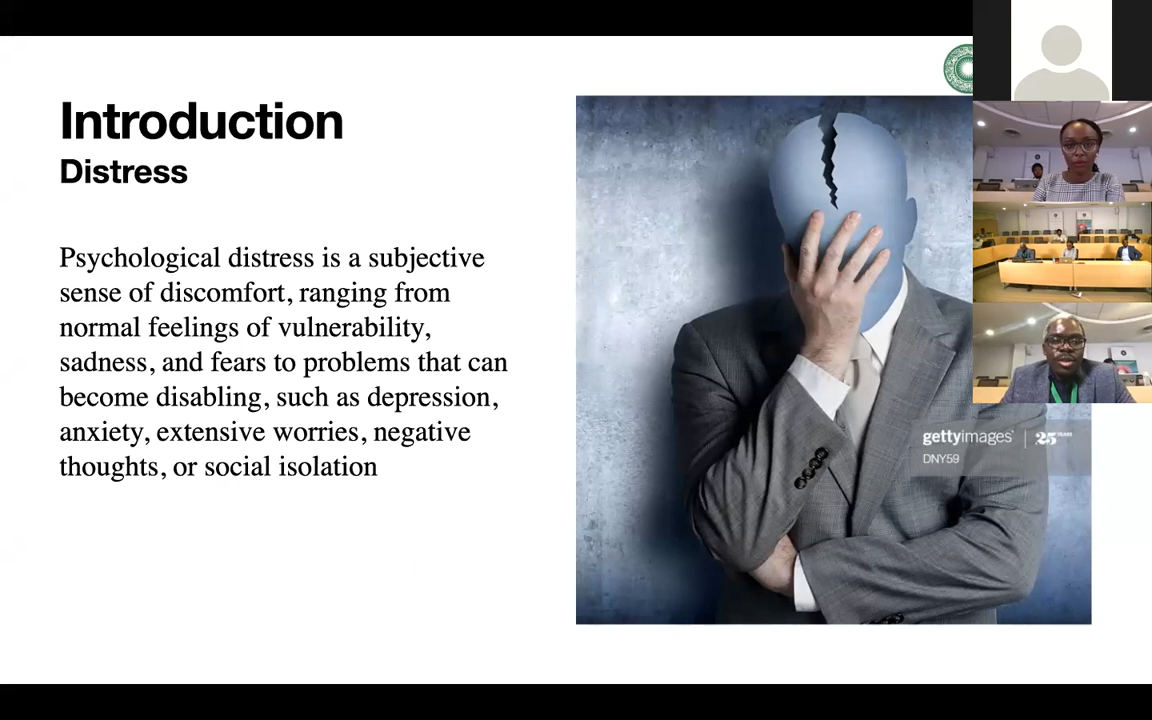 Introduction
Distress
Psychological distress is a subjective
sense of discomfort, ranging from
normal feelings of vulnerability,
sadness, and fears to problems that can
become disabling, such as depression,
anxiety, extensive worries, negative
thoughts, or social isolation
gettyimages
25 YEARS
DNY59